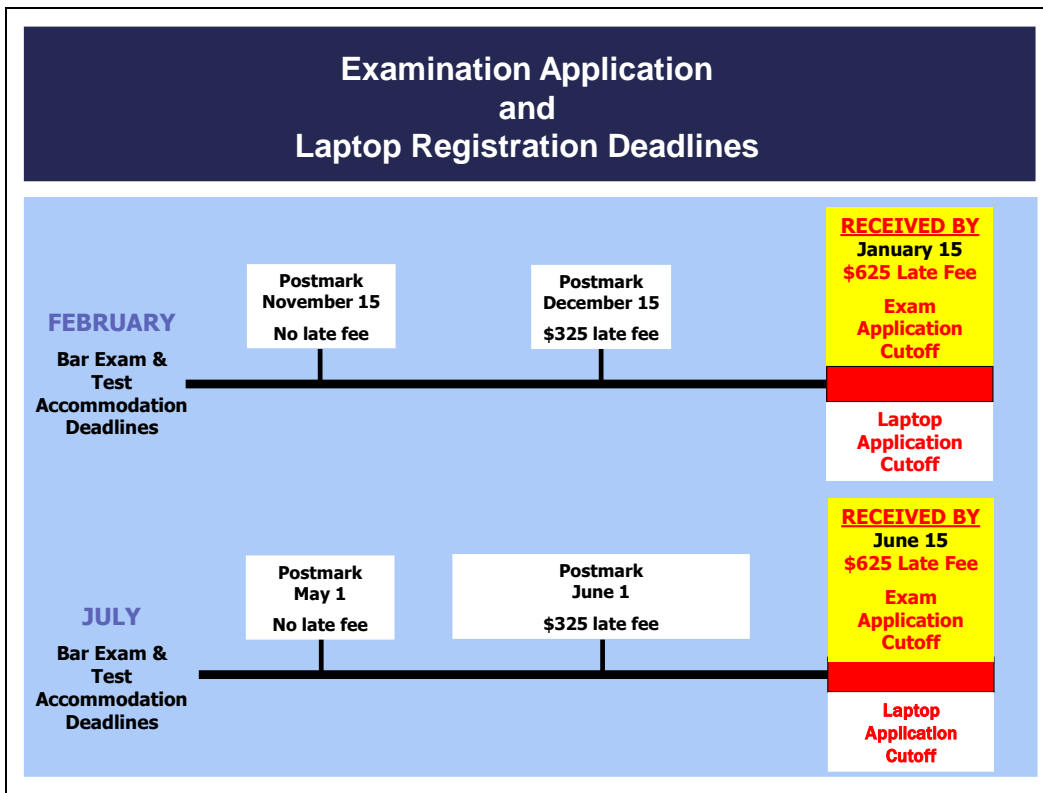 Examination Application
and
Laptop Registration Deadlines
FEBRUARY
Bar Exam &
Test
Accommodation
Deadlines
Postmark
November 15
No late fee
Postmark
December 15
$325 late fee
RECEIVED BY
January 15
$625 Late Fee
Exam
Application
Cutoff
Laptop
Application
Cutoff
JULY
Bar Exam &
Test
Accommodation
Deadlines
Postmark
May 1
No late fee
Postmark
June 1
$325 late fee
RECEIVED BY
June 15
$625 Late Fee
Exam
Application
Cutoff
Laptop
Application
Cutoff